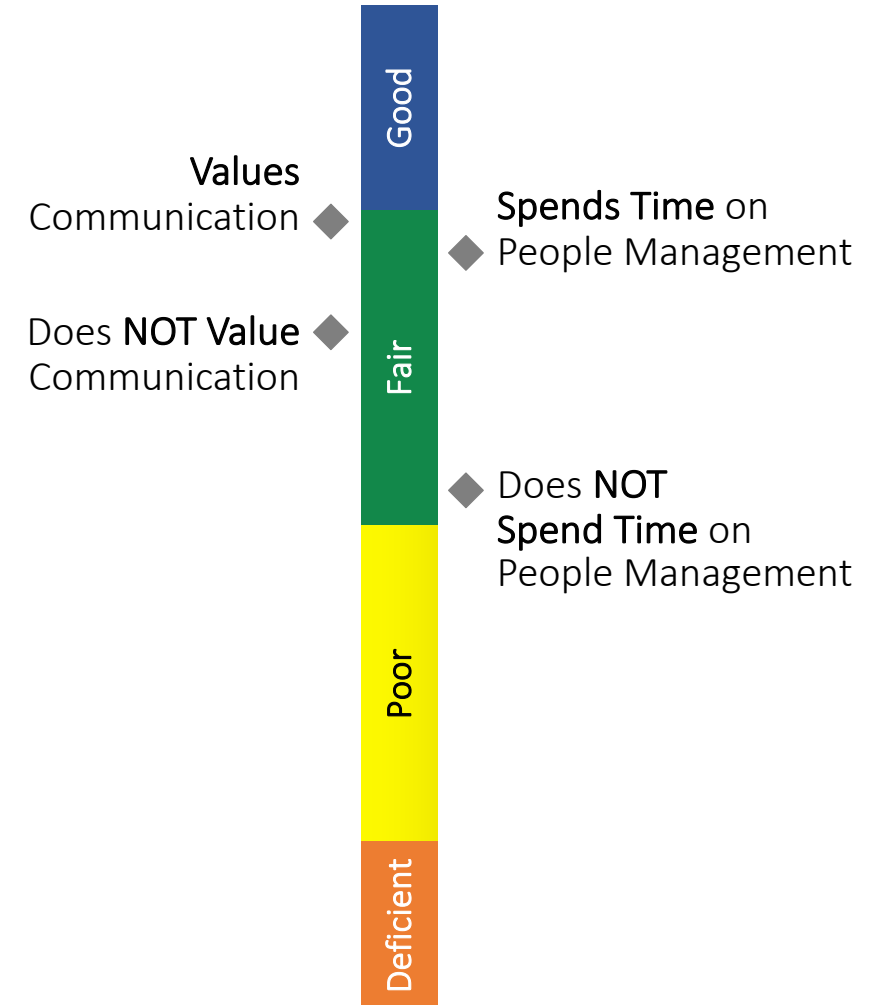 Good
Values
Communication
Spends Time on
People Management
Does NOT Value
Communication
Fair
Does NOT
Spend Time on
People Management
Poor
Deficient